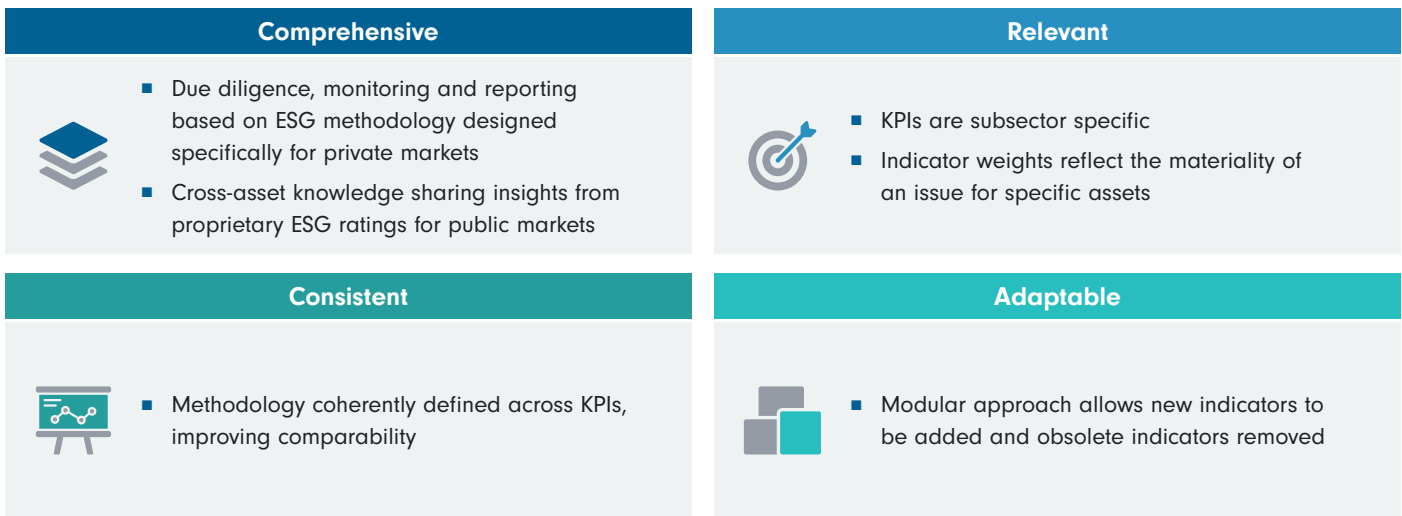 Comprehensive
■ Due diligence, monitoring and reporting
based on ESG methodology designed
specifically for private markets
■ Cross-asset knowledge sharing insights from
proprietary ESG ratings for public markets
Relevant
■ KPIs are subsector specific
■ Indicator weights reflect the materiality of
an issue for specific assets
Consistent
■ Methodology coherently defined across KPIs,
improving comparability
Adaptable
■ Modular approach allows new indicators to
be added and obsolete indicators removed